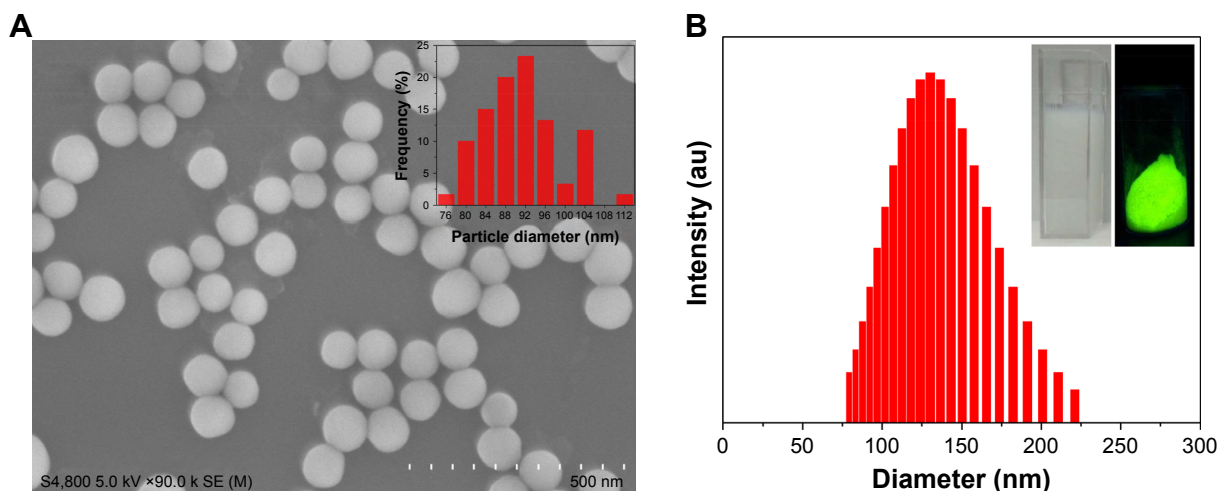 A
25
20
15
10
5
0
Frequency (%)
76 80 84 88 92 96 100 104 108 112
Particle diameter (nm)
S4,800 5.0 kV ×90.0 k SE (M)
500 nm
B
Intensity (au)
0 50 100 150 200 250 300
Diameter (nm)